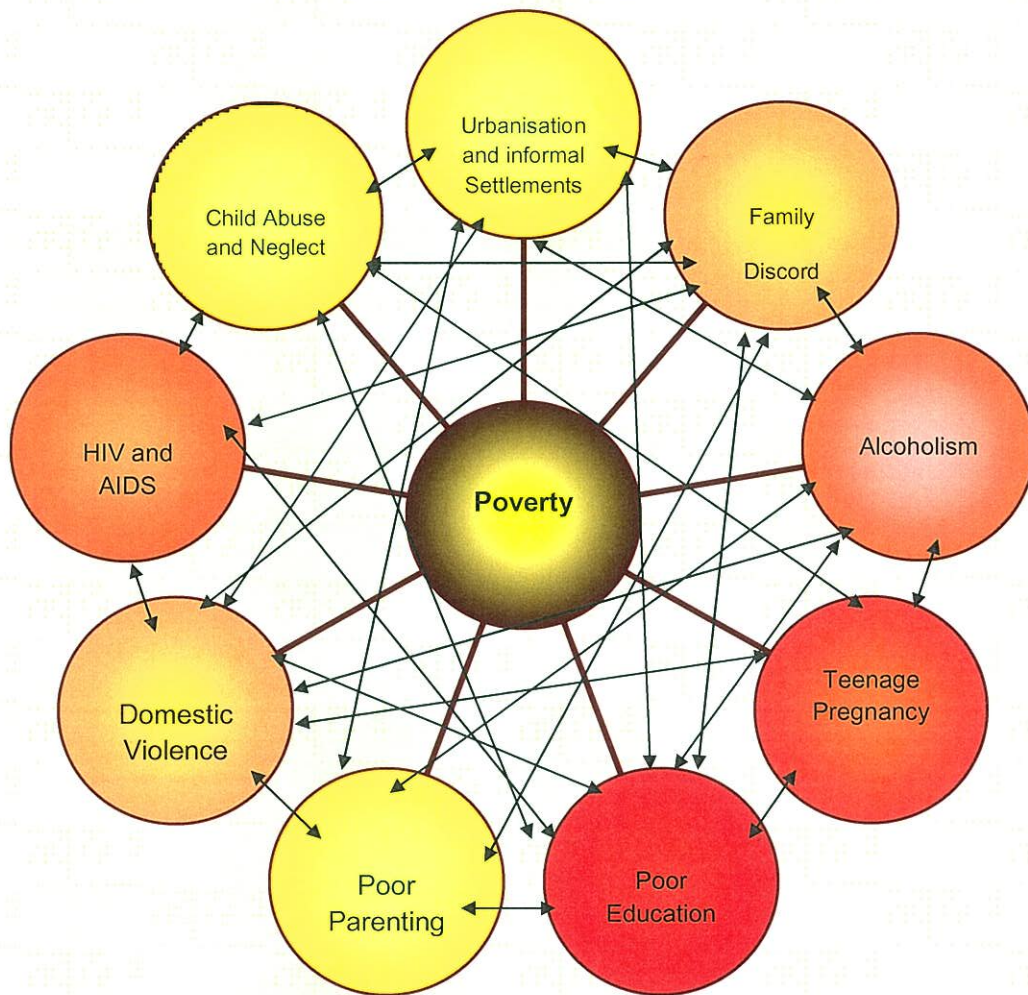 Urbanisation
and informal
Settlements
Child Abuse
and Neglect
Family
Discord
HIV and
AIDS
Poverty
Alcoholism
Domestic
Violence
Teenage
Pregnancy
Poor
Parenting
Poor
Education